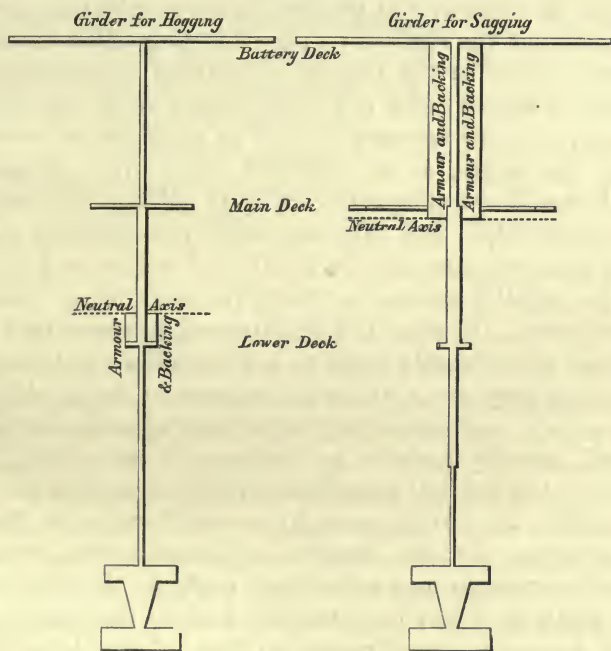 Girder for Hogging
Girder for Sagging
Battery Deck
Armour and Backing
Armour and Backing
Main Deck
Neutral Axis
Neutral Axis
Armour
& Backing
Lower Deck